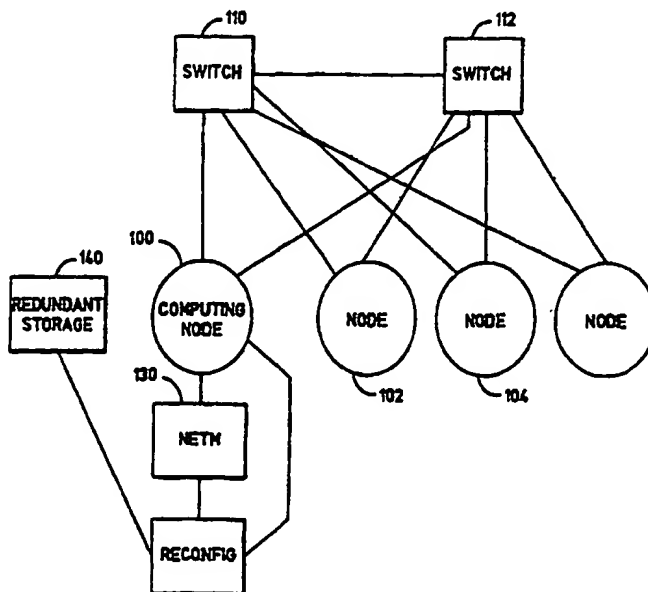 110
112
SWITCH
SWITCH
100
140
REDUNDANT
STORAGE
COMPUTING
NODE
NODE
NODE
NODE
130
102
104
NETM
RECONFIG